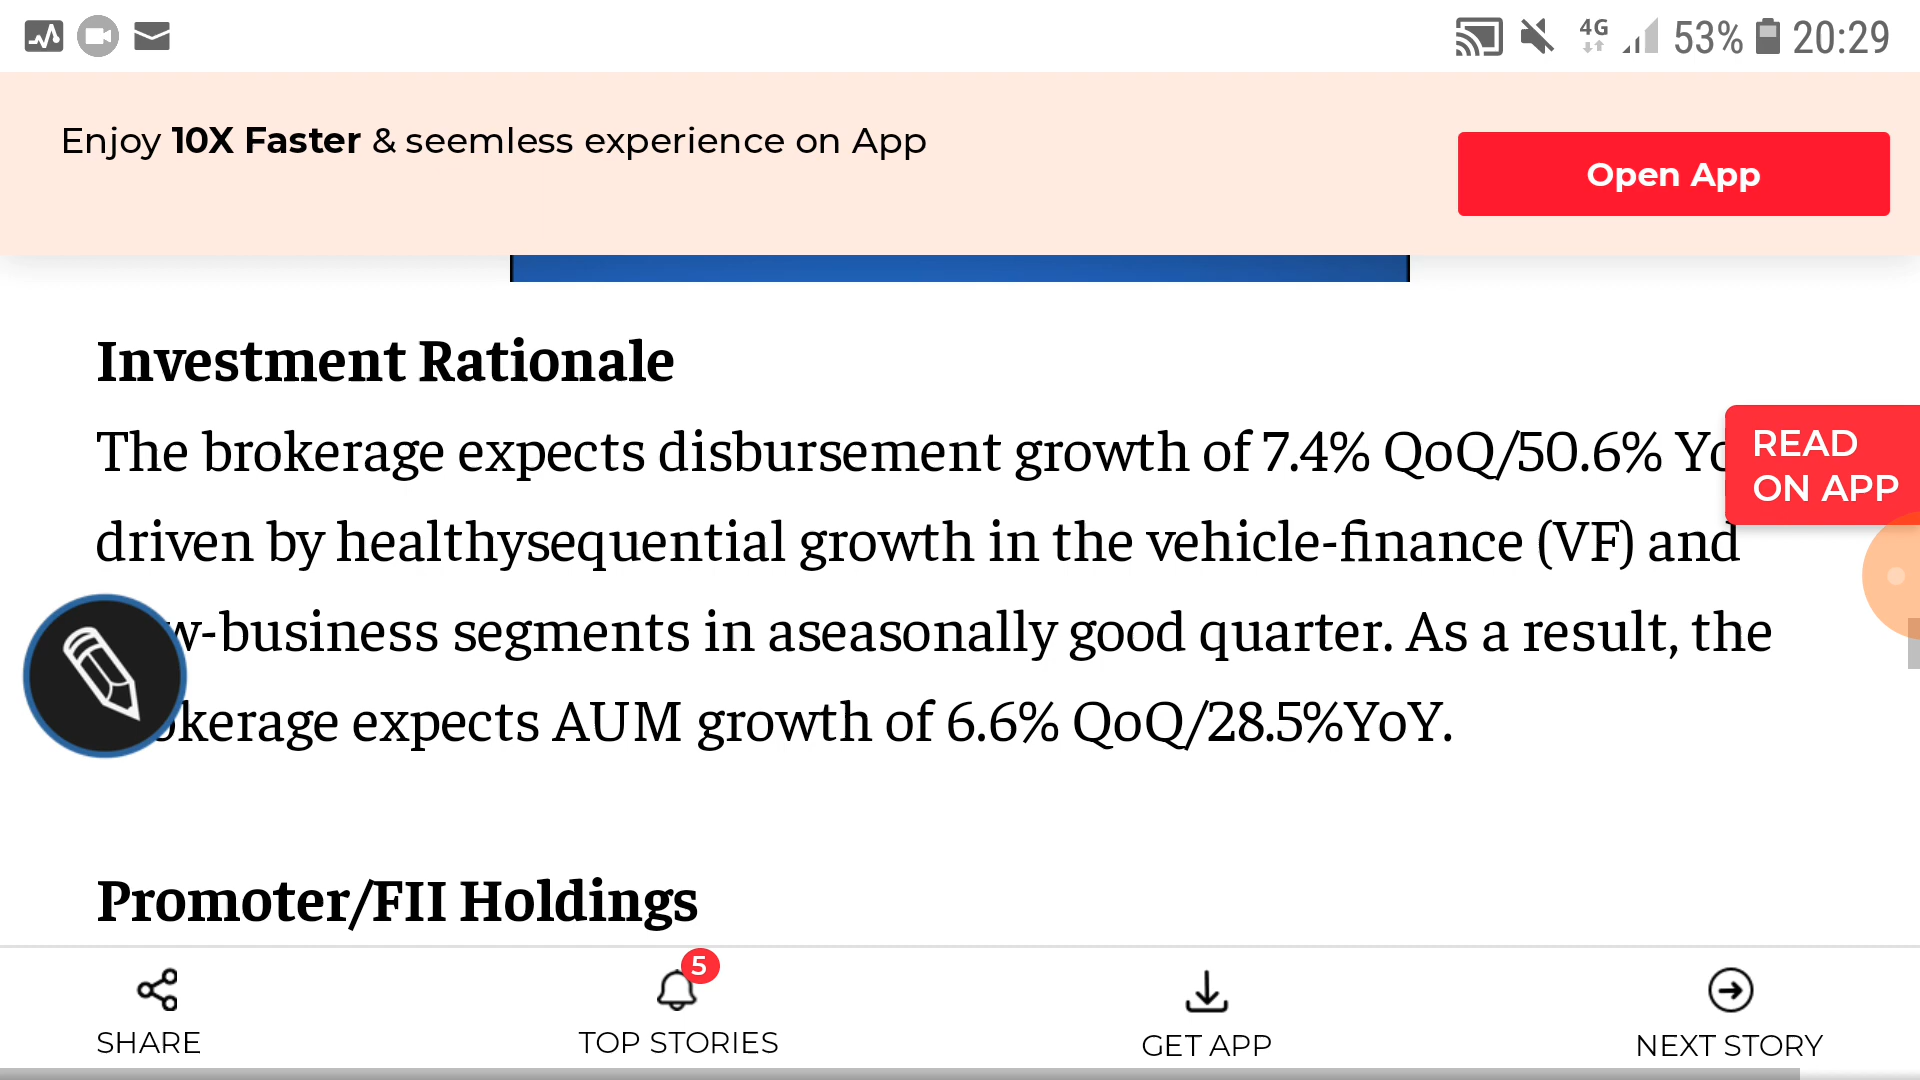 4G 53% 20:29
Enjoy 10X Faster & seemless experience on App
Open App
Investment Rationale
The brokerage expects disbursement growth of 7.4% QoQ/50.6%
READ
ON APP
driven by healthysequential growth in the vehicle-finance (VF) and
-business segments in aseasonally good quarter. As a result, the
expects AUM growth of 6.6% QoQ/28.5%YoY.
Promoter/FII Holdings
5
SHARE TOP STORIES GET APP NEXT STORY